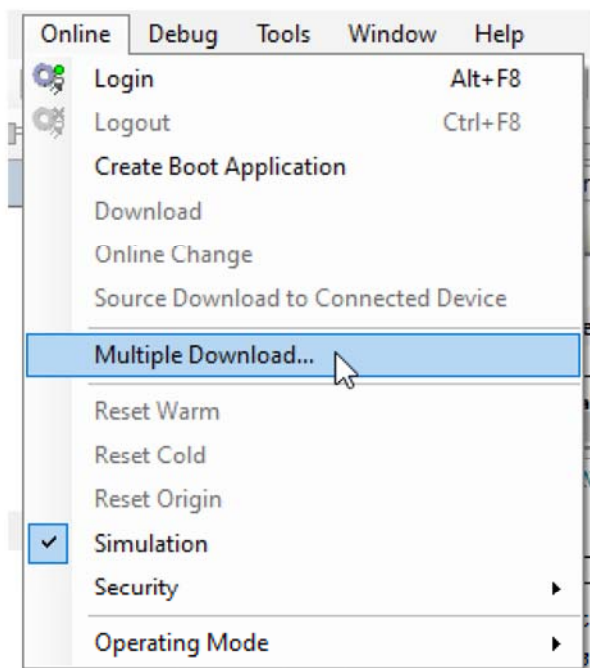 Online Debug Tools Window Help
Login Alt+F8
Logout Ctrl+F8
Create Boot Application
Download
Online Change
Source Download to Connected Device
Multiple Download...
Reset Warm
Reset Cold
Reset Origin
Simulation
Security
Operating Mode